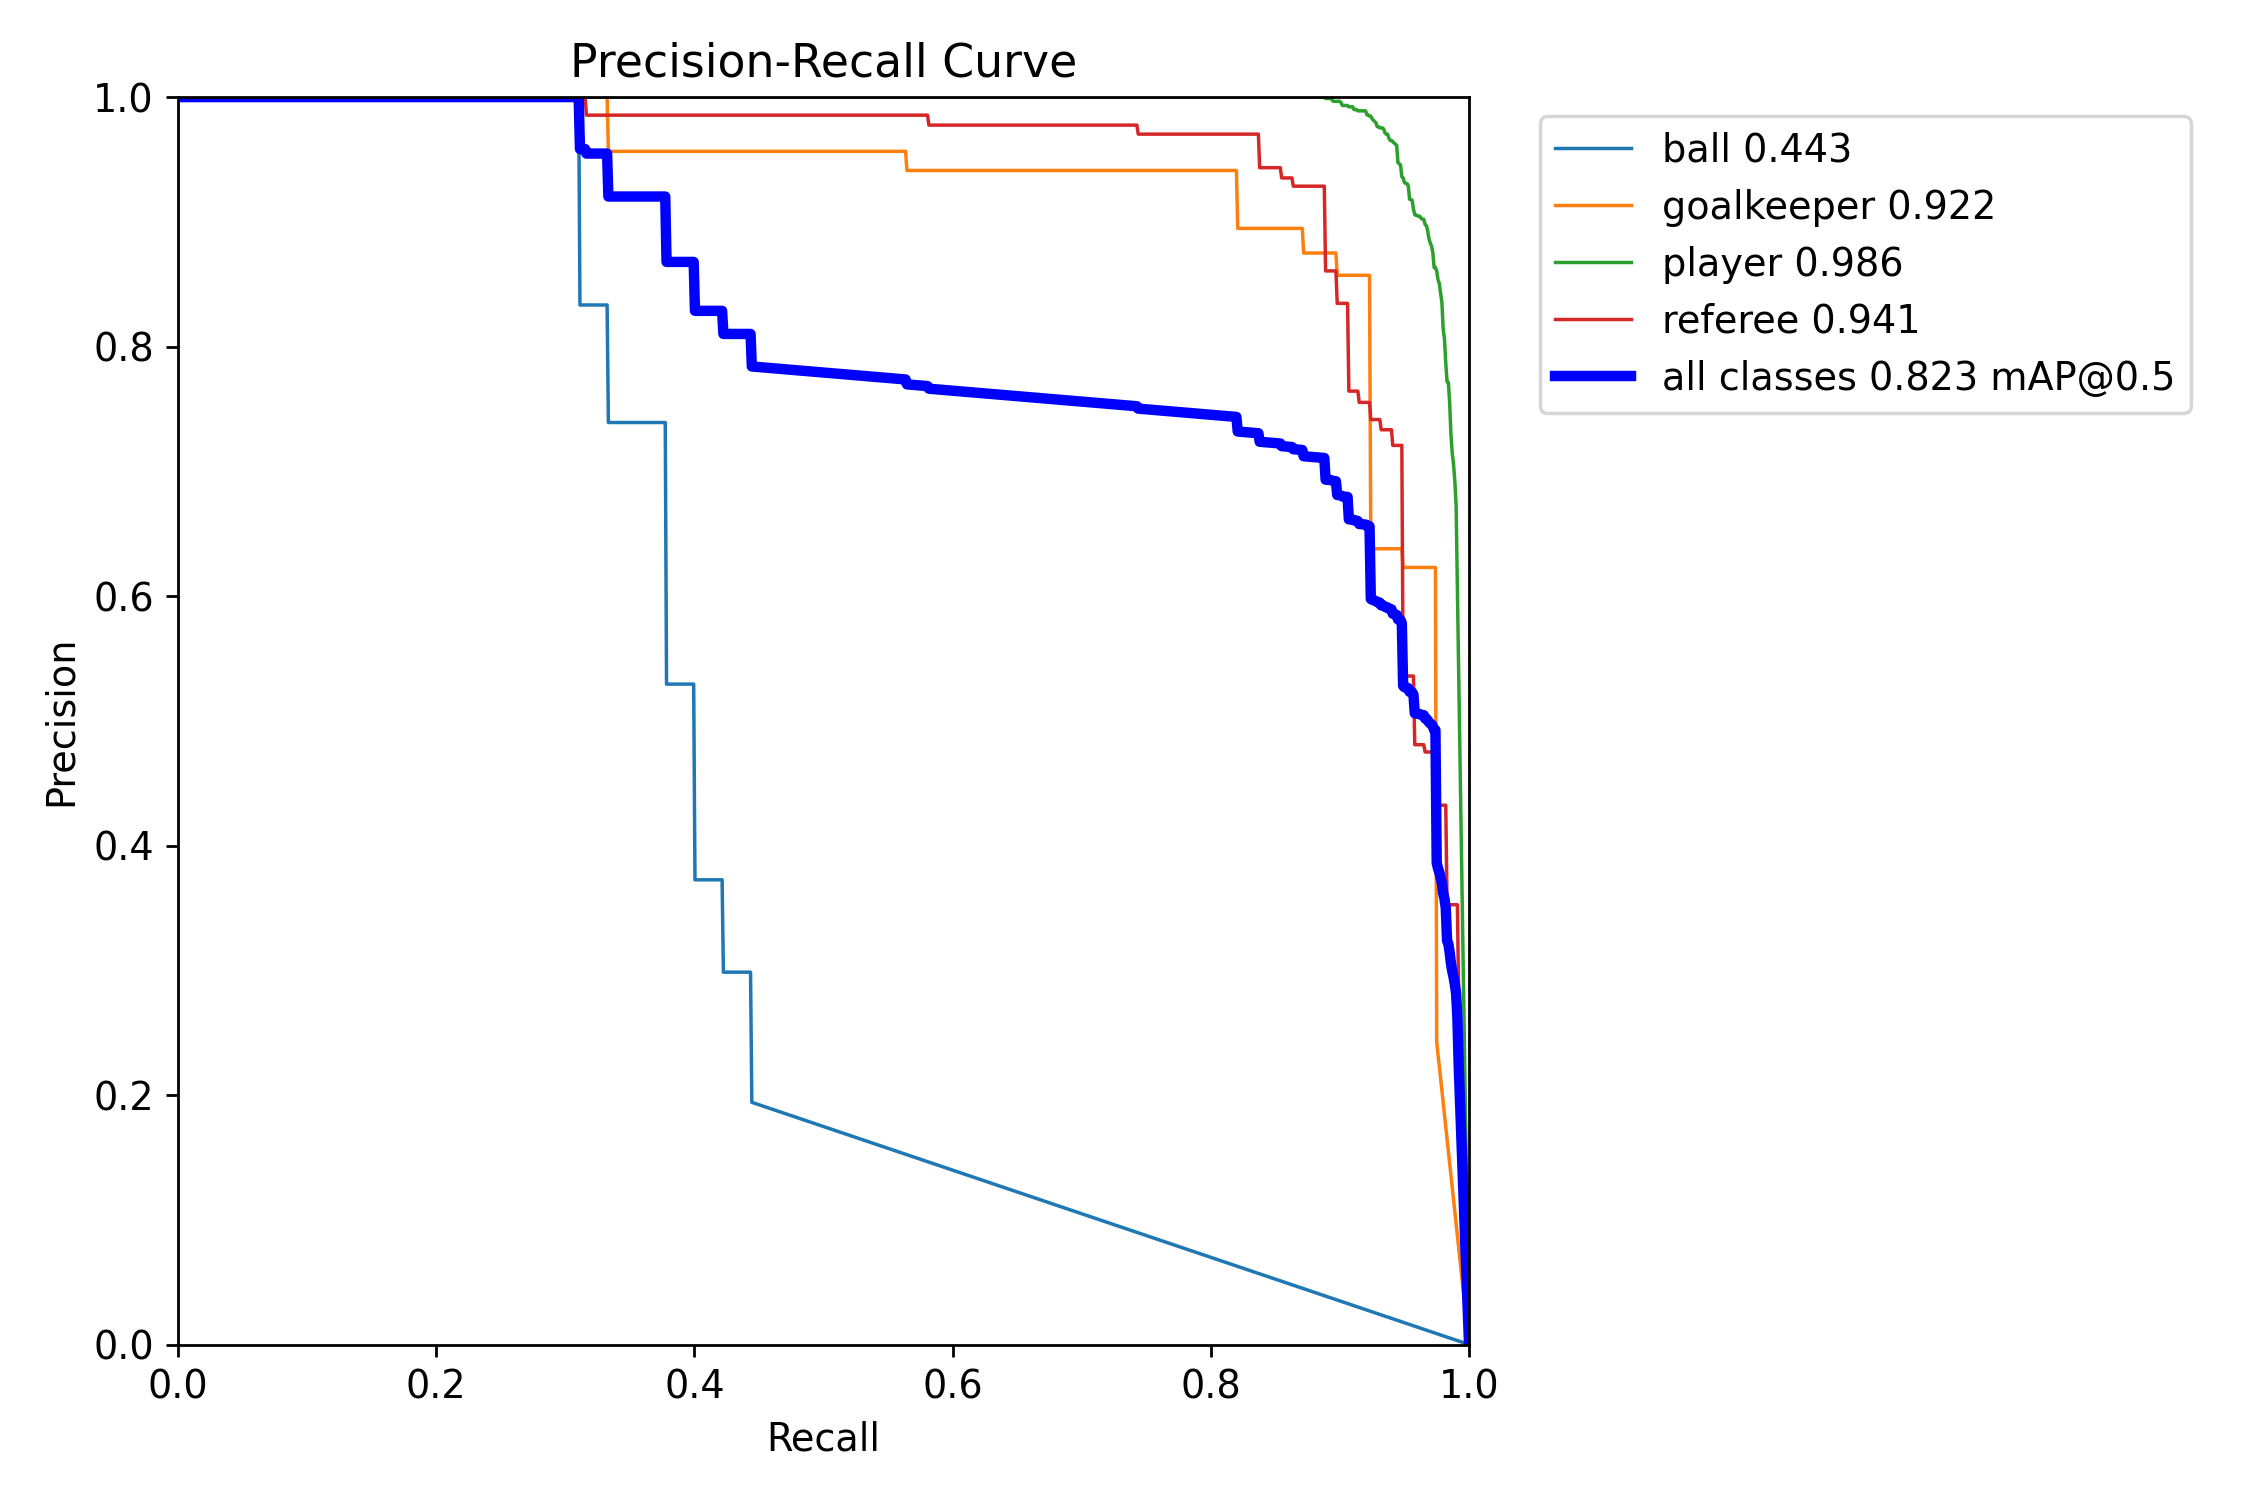 Precision-Recall Curve
1.0
0.8
0.6
0.4
0.2
0.0
Precision
0.0 0.2 0.4 0.6 0.8 1.0
Recall
ball 0.443
goalkeeper 0.922
player 0.986
referee 0.941
all classes 0.823 mAP@0.5